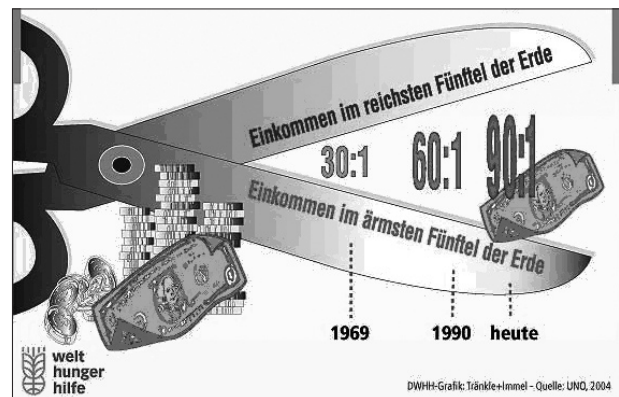 Einkommen im reichsten Fünftel der Erde
30:1
60:1
90:1
Einkommen im ärmsten Fünftel der Erde
1969
1990
heute
welt
hunger
hilfe
DWHH-Grafik: Tränkle+Immel - Quelle: UNO, 2004